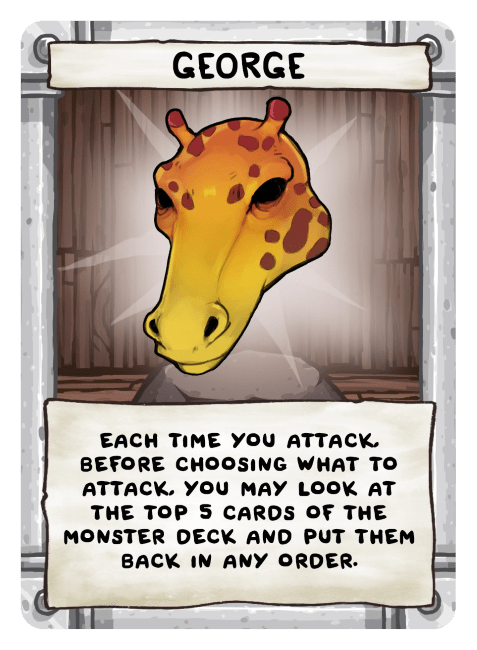 GEORGE
EACH TIME YOU ATTACK,
BEFORE CHOOSING WHAT TO
ATTACK, YOU MAY LOOK AT
THE TOP 5 CARDS OF THE
MONSTER DECK AND PUT THEM
BACK IN ANY ORDER.